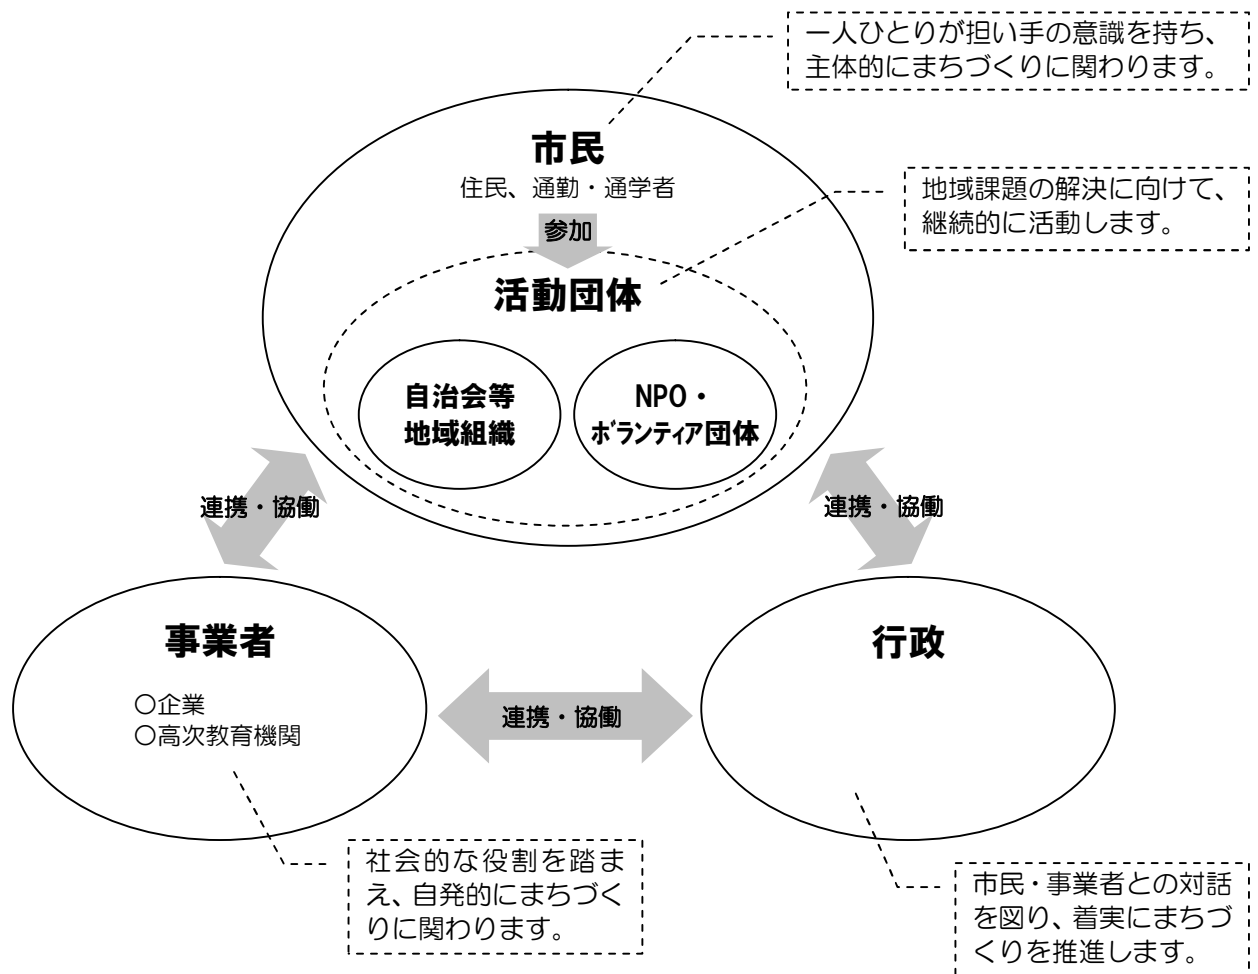 一人ひとりが担い手の意識を持ち、
主体的にまちづくりに関わります。
市民
住民、通勤・通学者
参加
地域課題の解決に向けて、
継続的に活動します。
活動団体
自治会等
地域組織
NPO・
ボランティア団体
連携・協働
連携・協働
事業者
○企業
○高次教育機関
連携・協働
行政
社会的な役割を踏ま
え、自発的にまちづく
りに関わります。
市民・事業者との対話
を図り、着実にまちづ
くりを推進します。